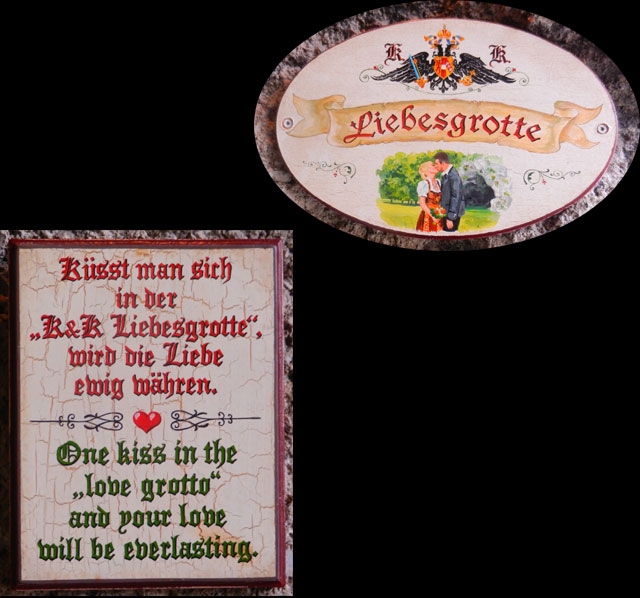 K K
Liebesgrotte
Küsst man sich
in der
„K&K Liebesgrotte“,
wird die Liebe
ewig währen.
One kiss in the
„love grotto“
and your love
will be everlasting.